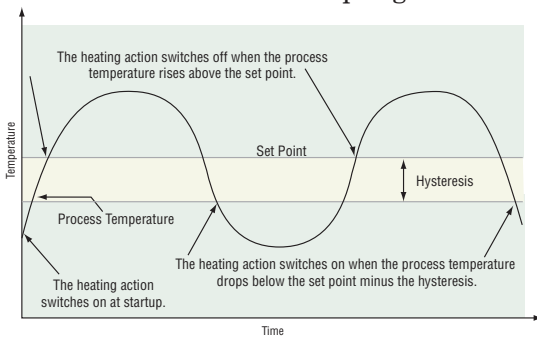 The heating action switches off when the process
temperature rises above the set point.
Temperature
Set Point
Hysteresis
Process Temperature
The heating action switches on when the process temperature
drops below the set point minus the hysteresis.
The heating action
switches on at startup.
Time